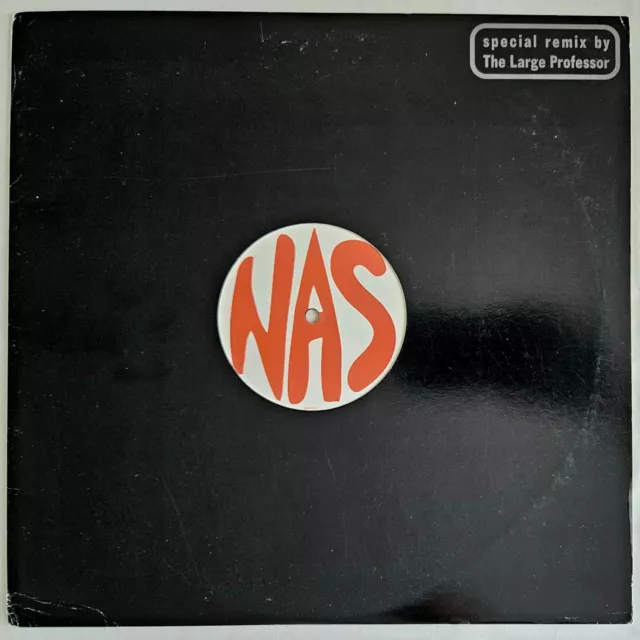 special remix by
The Large Professor
NAS